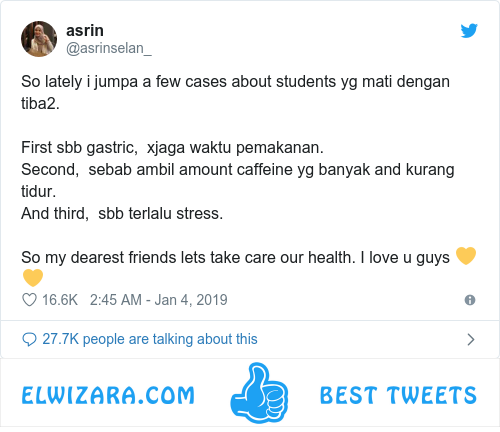 asrin
@asrinselan_
So lately i jumpa a few cases about students yg mati dengan
tiba2.
First sbb gastric,  xjaga waktu pemakanan.
Second,  sebab ambil amount caffeine yg banyak and kurang
tidur.
And third,  sbb terlalu stress.
So my dearest friends lets take care our health. I love u guys 💛
💛
16.6K 2:45 AM - Jan 4, 2019
27.7K people are talking about this
ELWIZARA.COM BEST TWEETS